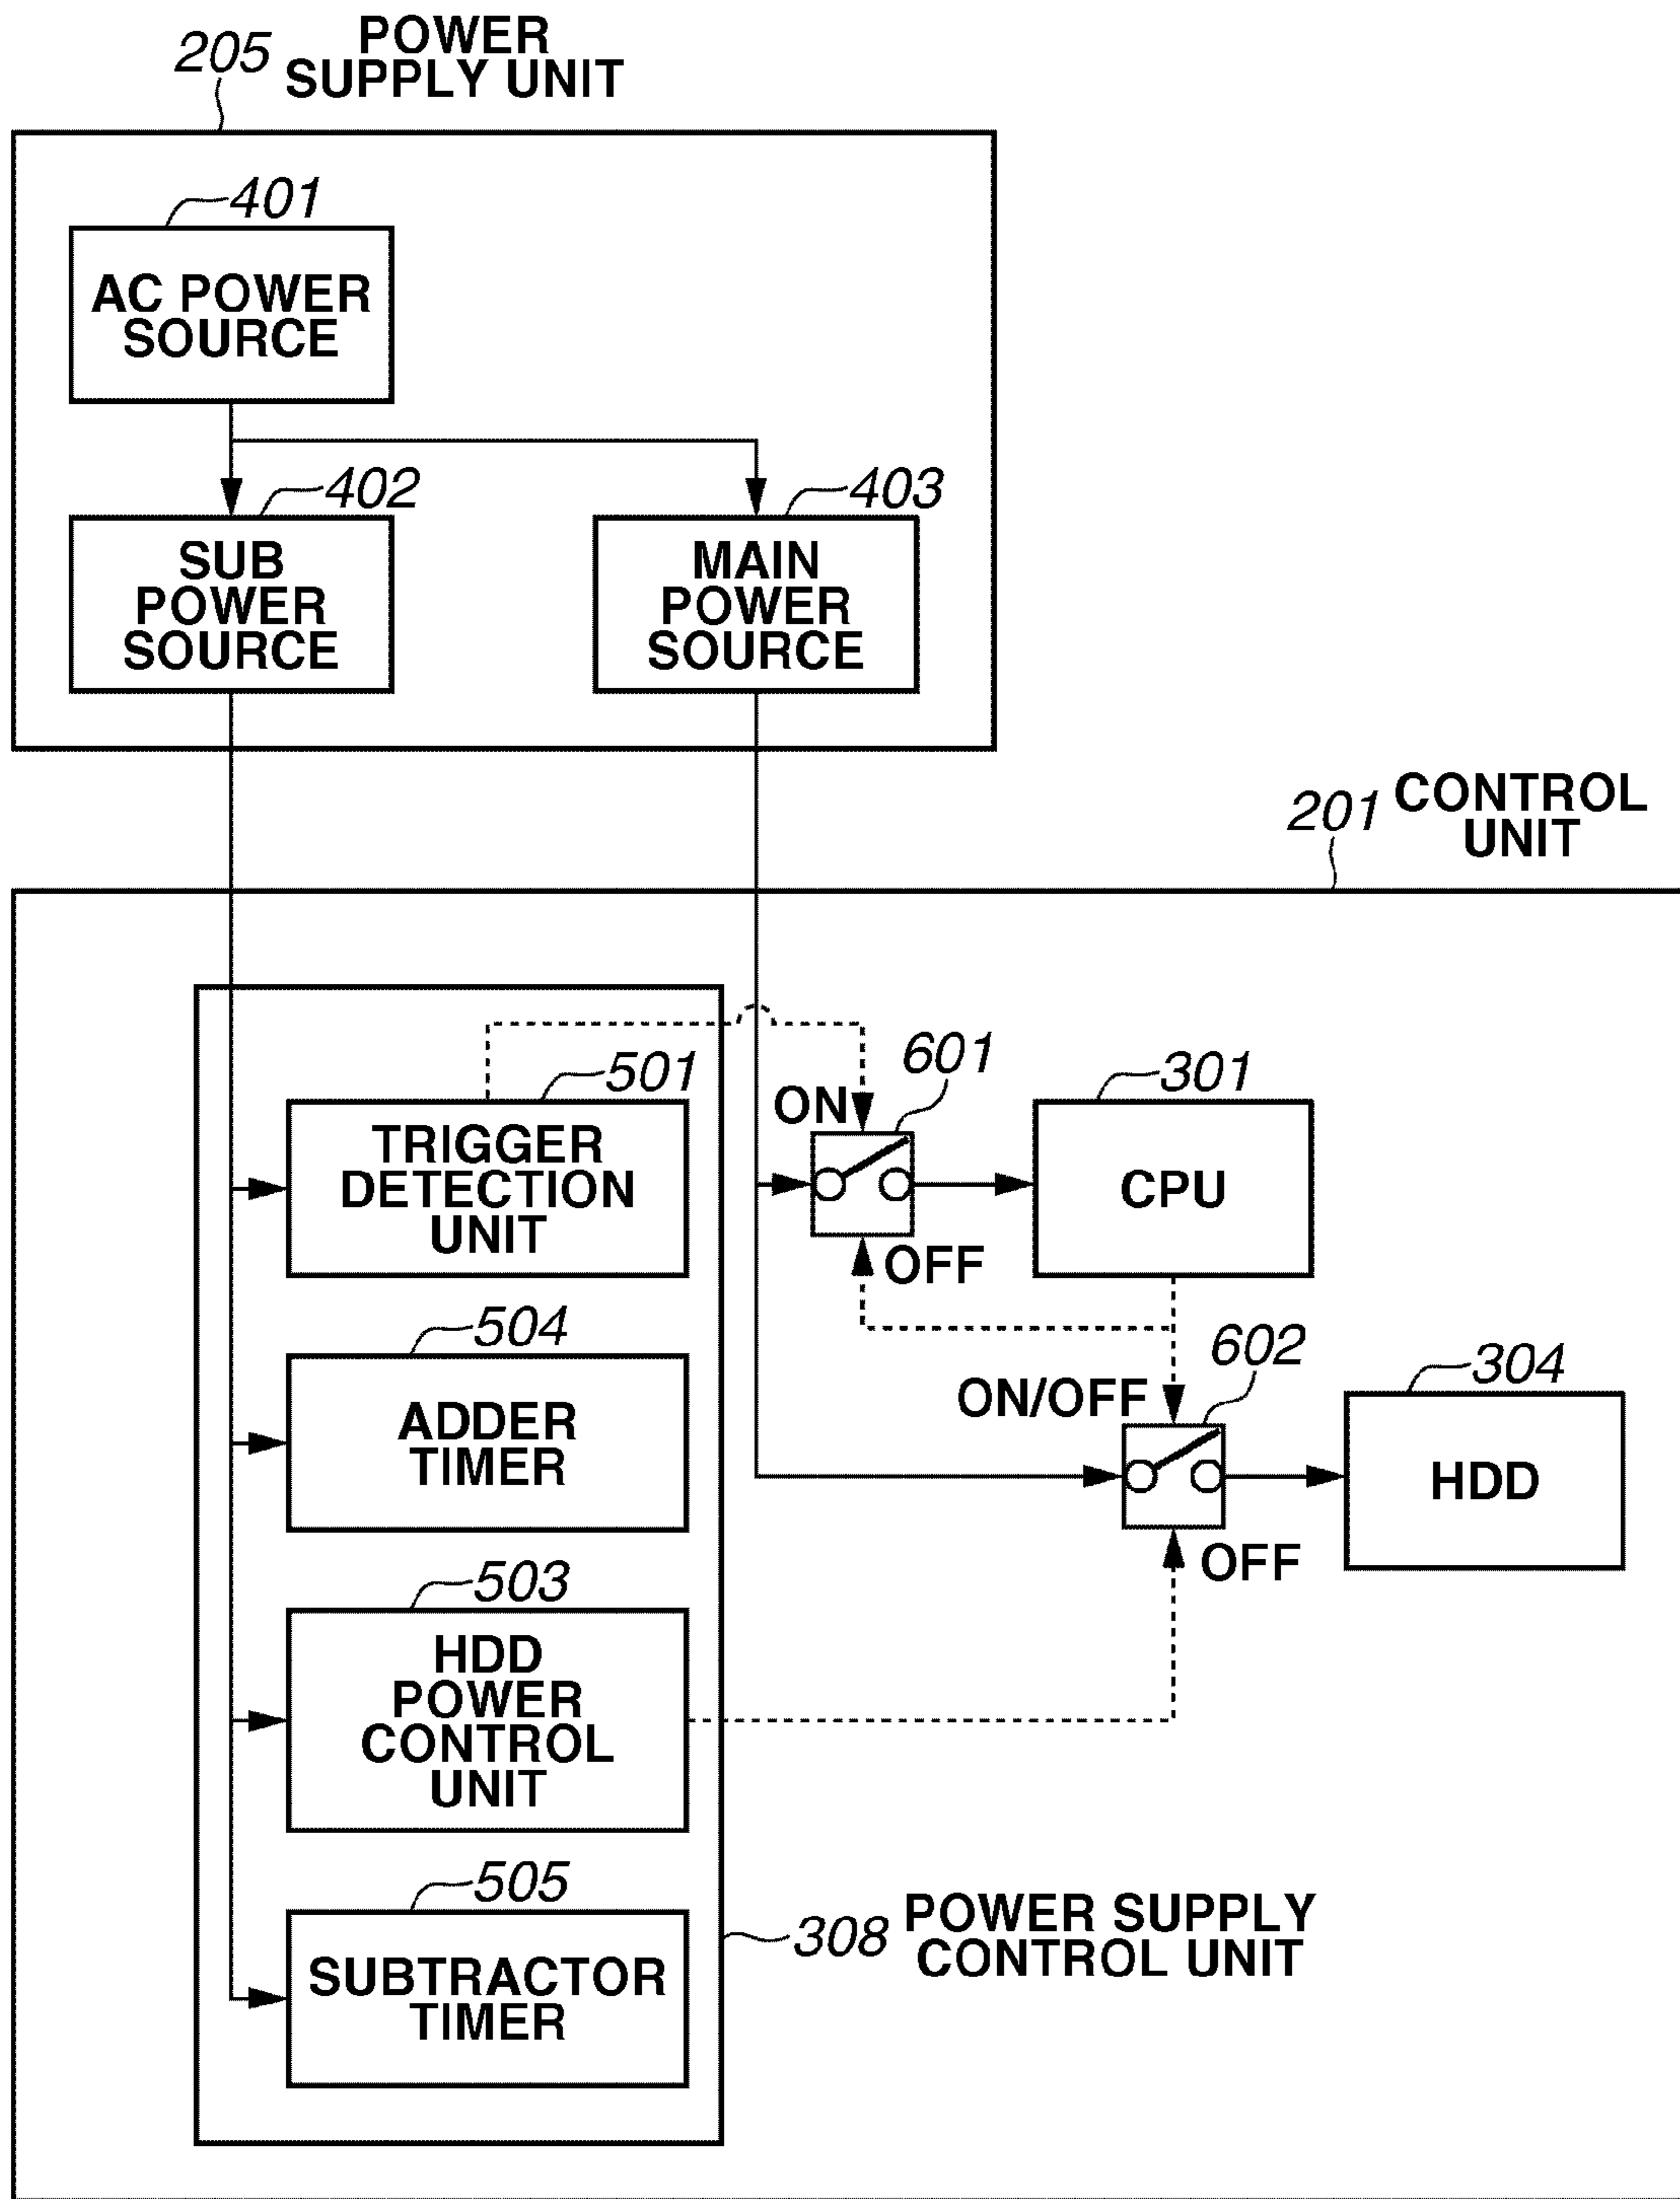 205
POWER
SUPPLY UNIT
401
AC POWER
SOURCE
402
SUB
POWER
SOURCE
403
MAIN
POWER
SOURCE
201
CONTROL
UNIT
501
TRIGGER
DETECTION
UNIT
ON
601
OFF
301
CPU
504
ADDER
TIMER
ON/OFF
602
OFF
304
HDD
503
HDD
POWER
CONTROL
UNIT
505
SUBTRACTOR
TIMER
308
POWER SUPPLY
CONTROL UNIT